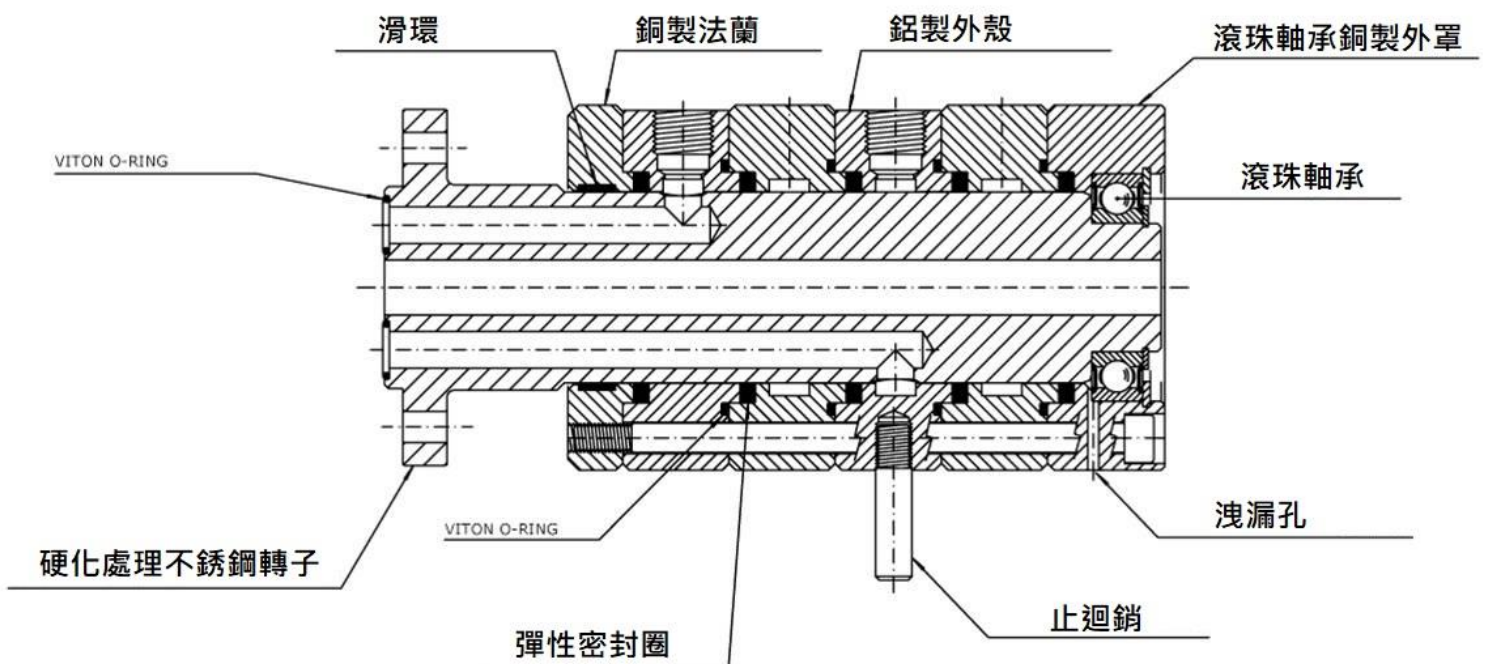 滑環
銅製法蘭
鋁製外殼
滾珠軸承銅製外罩
VITON O-RING
滾珠軸承
VITON O-RING
洩漏孔
硬化處理不銹鋼轉子
止迴銷
彈性密封圈